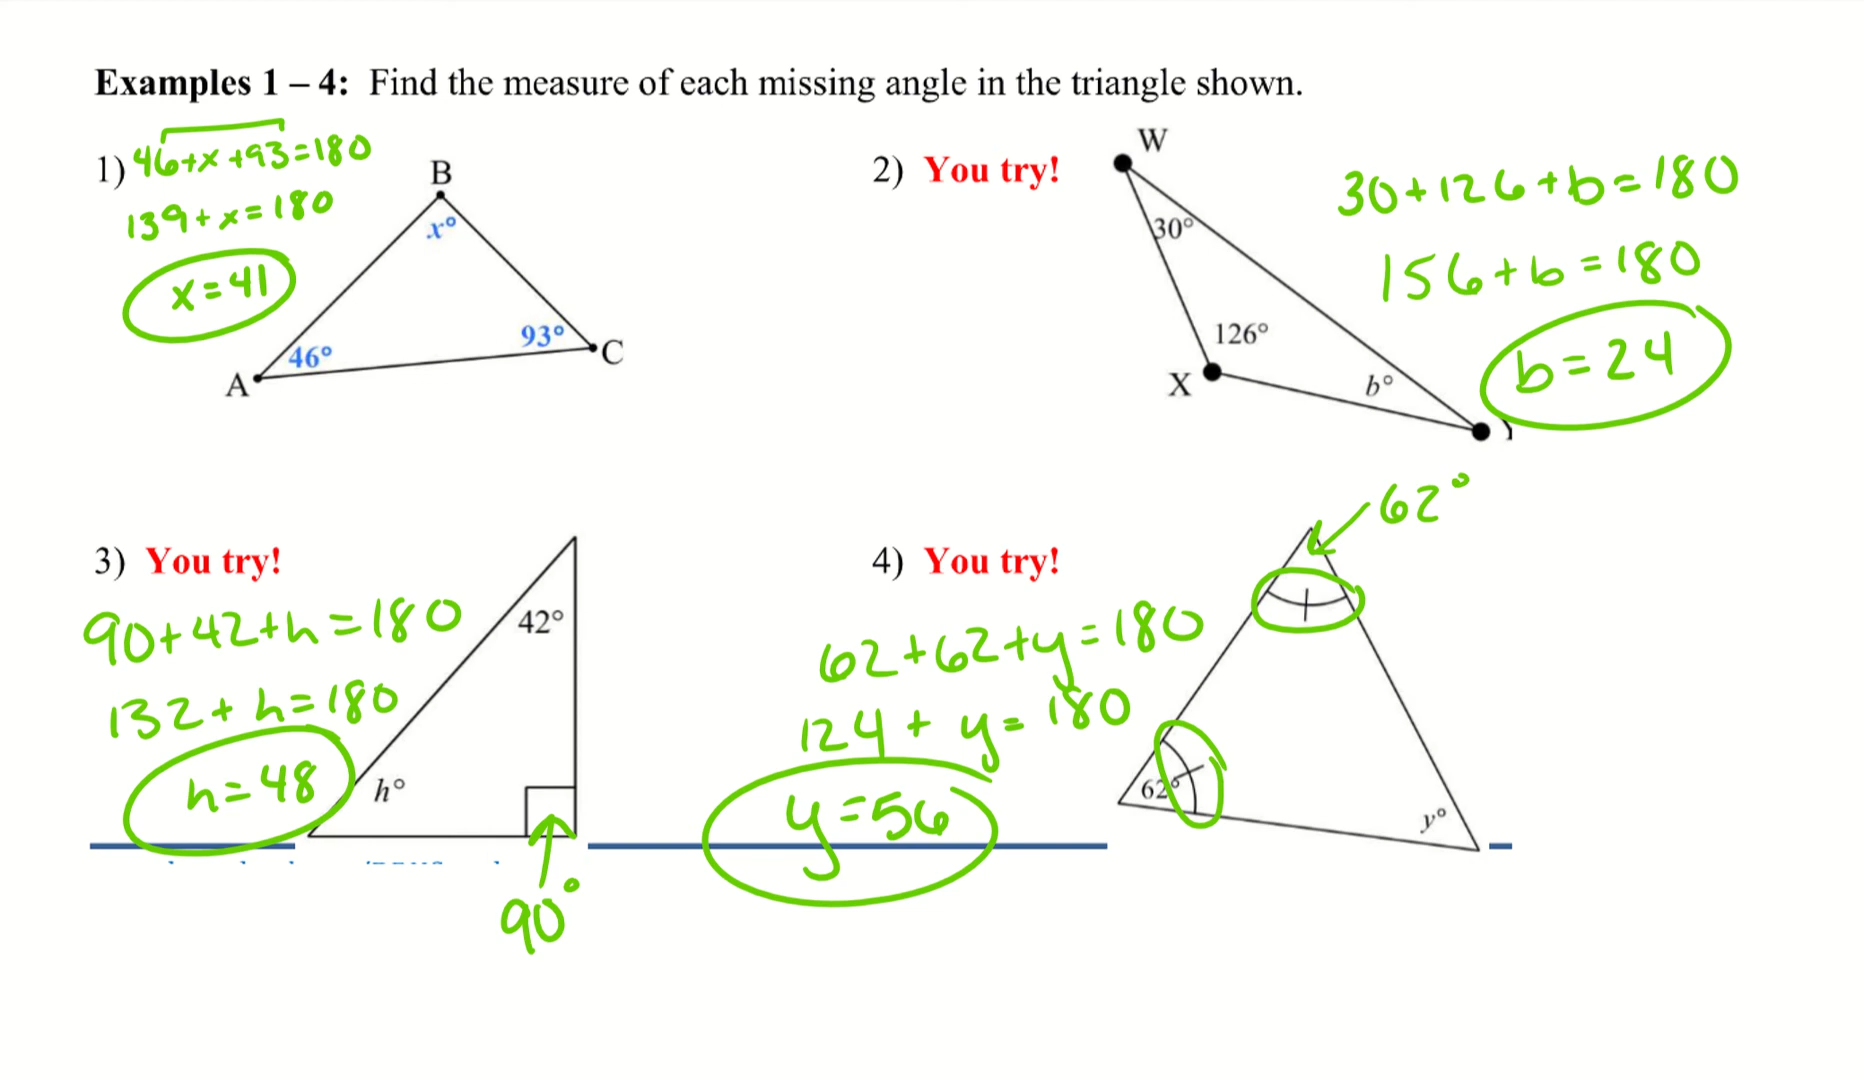 Examples 1 – 4: Find the measure of each missing angle in the triangle shown.
1) 46+x+93=180
139+x=180
x=41
B
x°
46°
93°
A
C
2) You try!
W
30°
126°
X
b°
30+126+b=180
156+b=180
b=24
3) You try!
90+42+h=180
132+h=180
h=48
42°
h°
90°
4) You try!
62+62+y=180
124+y=180
y=56
62°
62°
y°